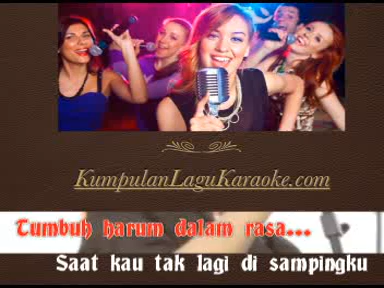 KumpulanLaguKaraoke.com
Tumbuh harum dalam rasa...
Saat kau tak lagi di sampingku